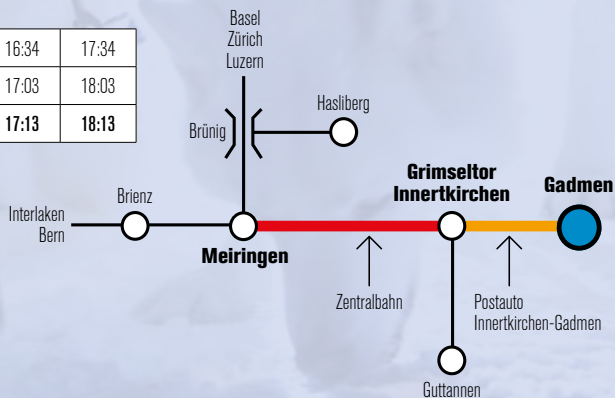 16:34 17:34
17:03 18:03
17:13 18:13
Basel
Zürich
Luzern
Hasliberg
Brünig
Grimseltor
Innertkirchen
Gadmen
Brienz
Interlaken
Bern
Meiringen
Zentralbahn
Postauto
Innertkirchen-Gadmen
Guttannen